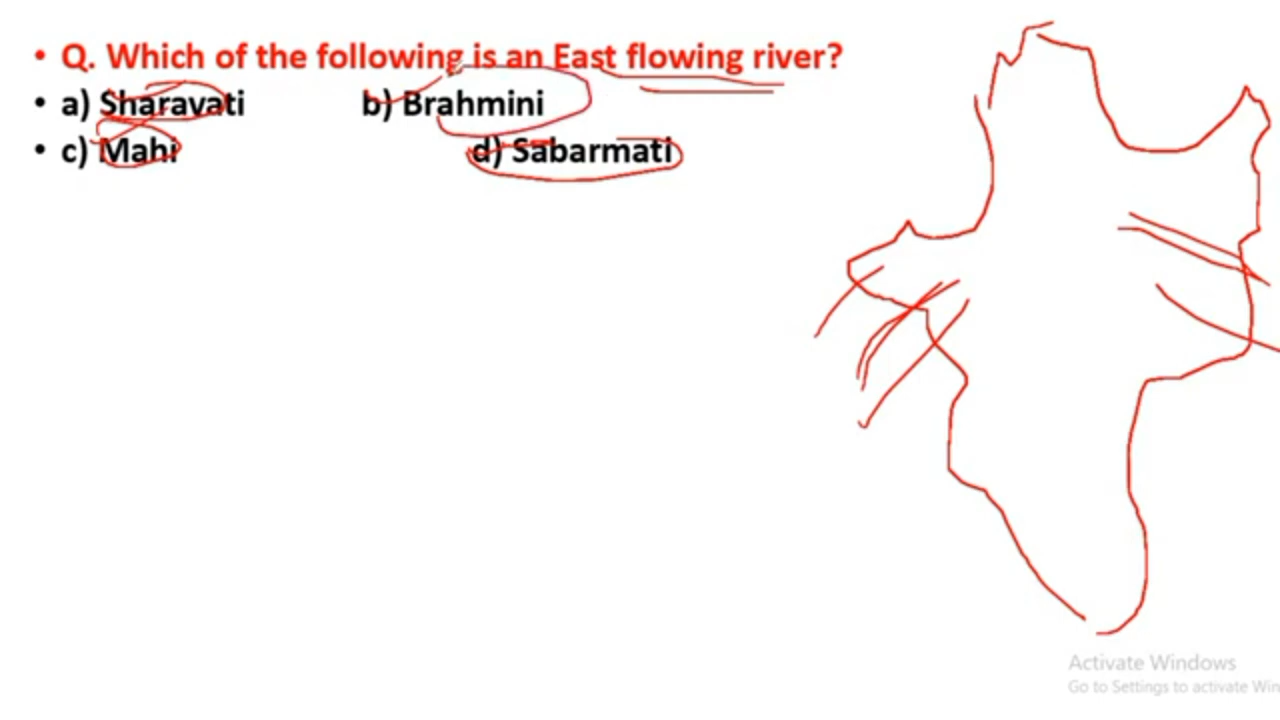 • Q. Which of the following is an East flowing river?
• a) Sharavati b) Brahmini
• c) Mahi d) Sabarmati
Activate Windows
Go to Settings to activate Win